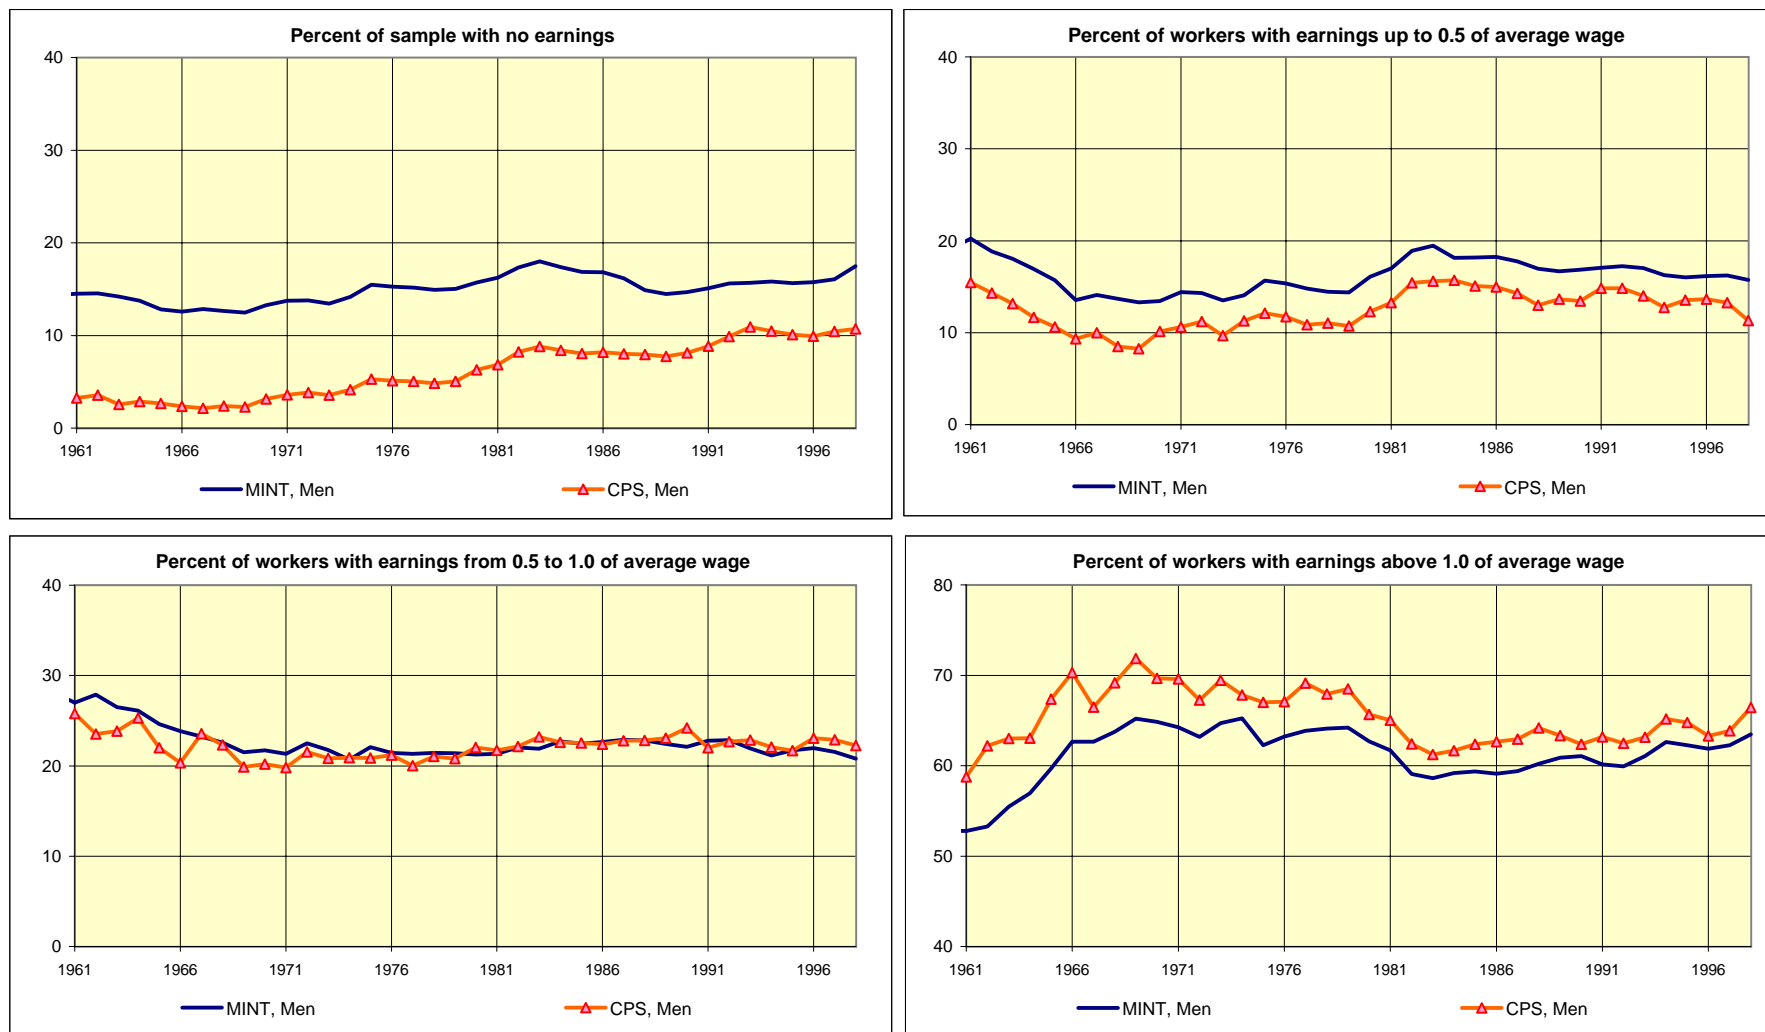 Percent of sample with no earnings
40
30
20
10
0
1961 1966 1971 1976 1981 1986 1991 1996
MINT, Men CPS, Men
Percent of workers with earnings up to 0.5 of average wage
40
30
20
10
0
1961 1966 1971 1976 1981 1986 1991 1996
MINT, Men CPS, Men
Percent of workers with earnings from 0.5 to 1.0 of average wage
40
30
20
10
0
1961 1966 1971 1976 1981 1986 1991 1996
MINT, Men CPS, Men
Percent of workers with earnings above 1.0 of average wage
80
70
60
50
40
1961 1966 1971 1976 1981 1986 1991 1996
MINT, Men CPS, Men